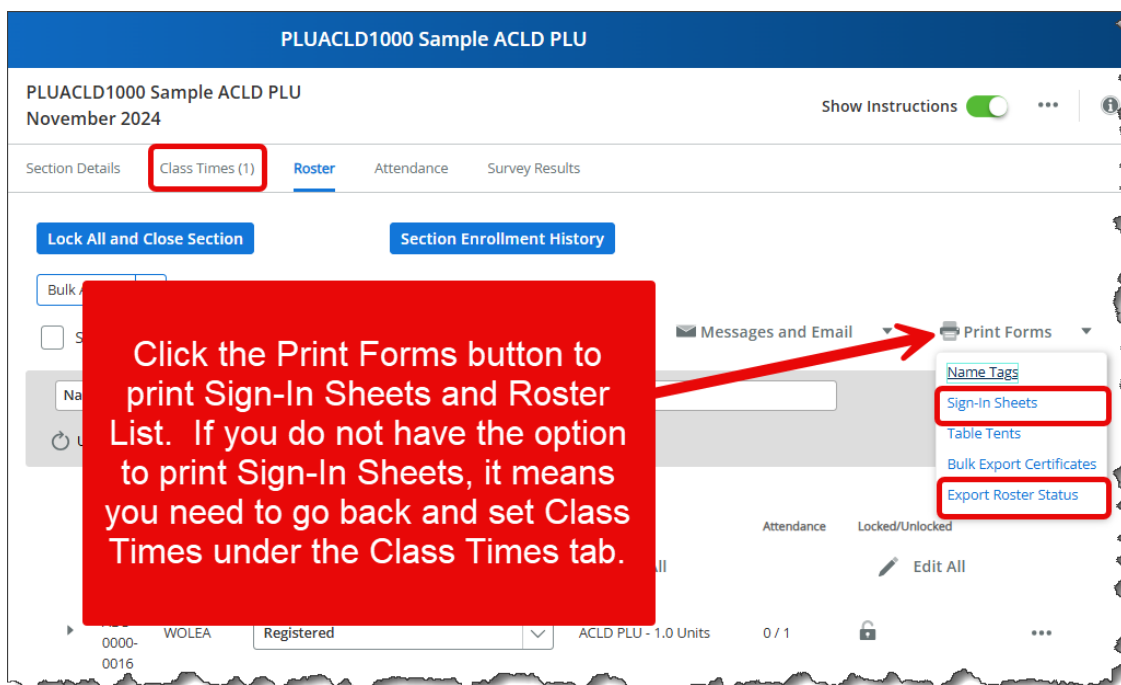 PLUACLD1000 Sample ACLD PLU
PLUACLD1000 Sample ACLD PLU
November 2024
Show Instructions
Section Details Class Times (1) Roster Attendance Survey Results
Lock All and Close Section Section Enrollment History
Bulk
Messages and Email Print Forms
Click the Print Forms button to
print Sign-In Sheets and Roster
List. If you do not have the option
to print Sign-In Sheets, it means
you need to go back and set Class
Times under the Class Times tab.
Name Tags
Sign-In Sheets
Table Tents
Bulk Export Certificates
Export Roster Status
Attendance Locked/Unlocked
Edit All
0000-
0016
WOLEA Registered ACLD PLU - 1.0 Units 0 / 1